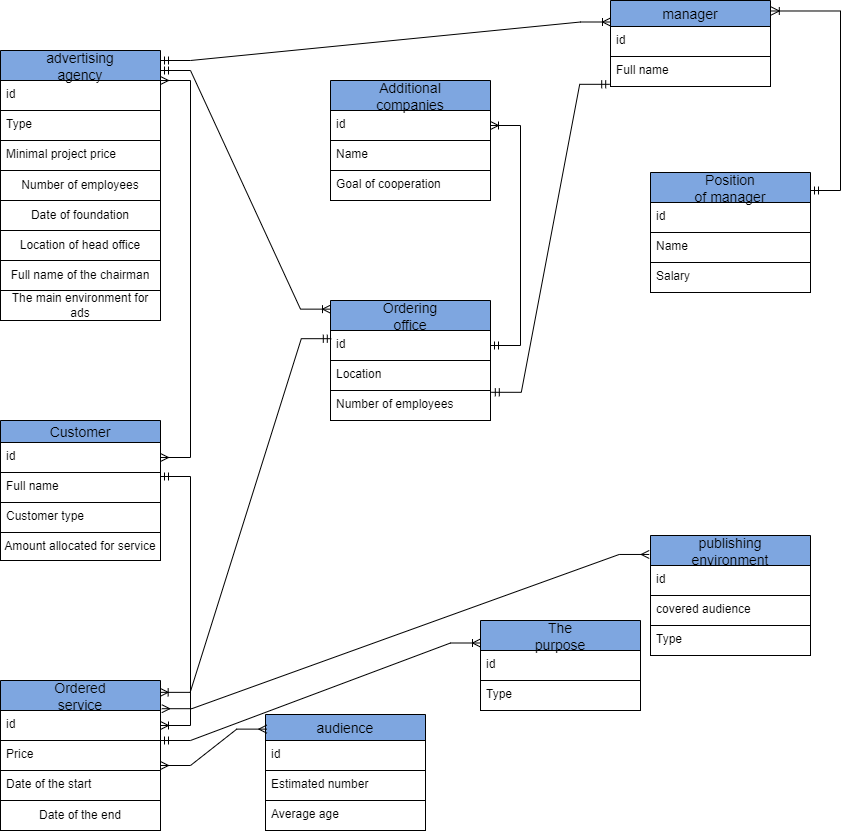 advertising
agency
id
Type
Minimal project price
Number of employees
Date of foundation
Location of head office
Full name of the chairman
The main environment for
ads
Additional
companies
id
Name
Goal of cooperation
manager
id
Full name
Position
of manager
id
Name
Salary
Ordering
office
id
Location
Number of employees
Customer
id
Full name
Customer type
Amount allocated for service
publishing
environment
id
covered audience
Type
The
purpose
id
Type
Ordered
service
id
Price
Date of the start
Date of the end
audience
id
Estimated number
Average age